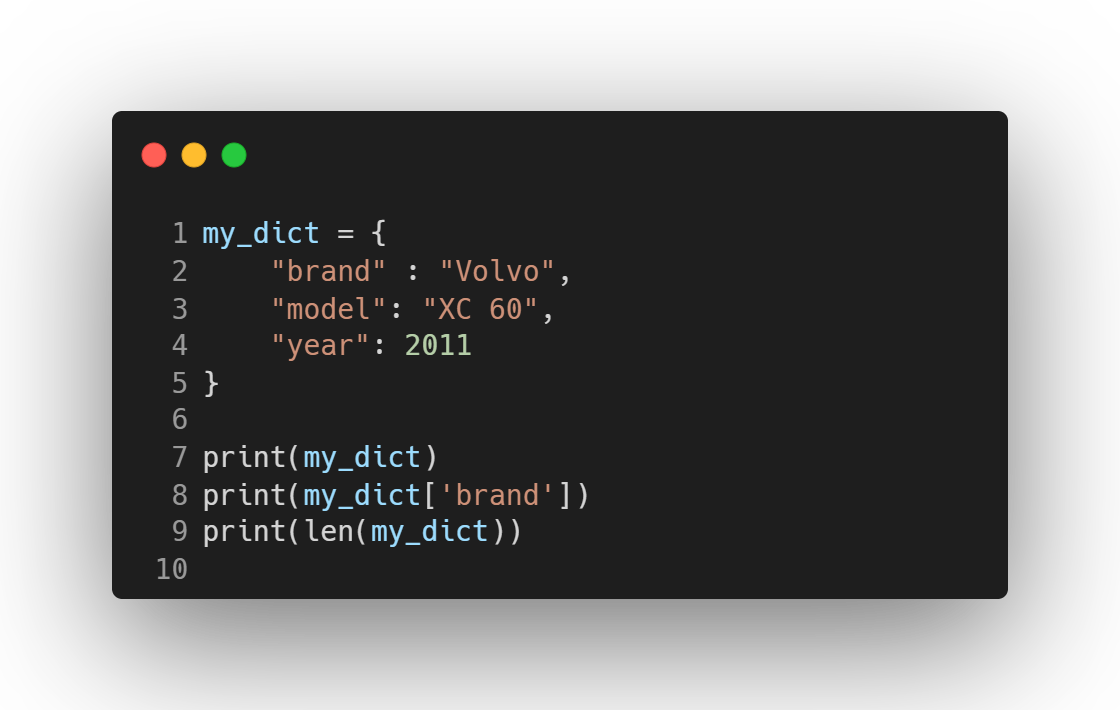 1 my_dict = {
2     "brand" : "Volvo",
3     "model": "XC 60",
4     "year": 2011
5 }
6
7 print(my_dict)
8 print(my_dict['brand'])
9 print(len(my_dict))
10